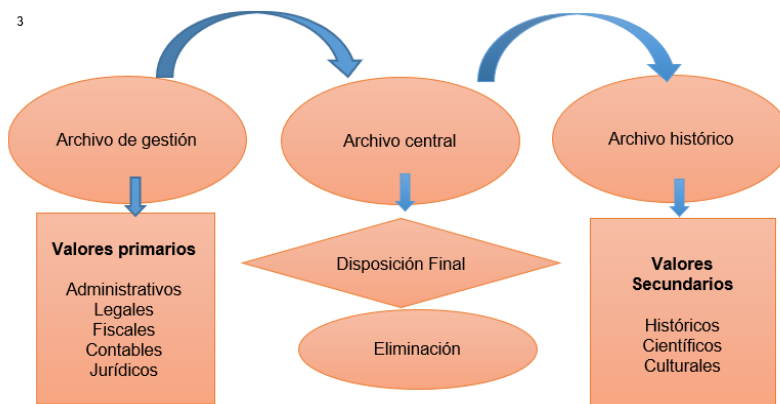 3
Archivo de gestión
Archivo central
Archivo histórico
Valores primarios
Administrativos
Legales
Fiscales
Contables
Jurídicos
Disposición Final
Eliminación
Valores
Secundarios
Históricos
Científicos
Culturales